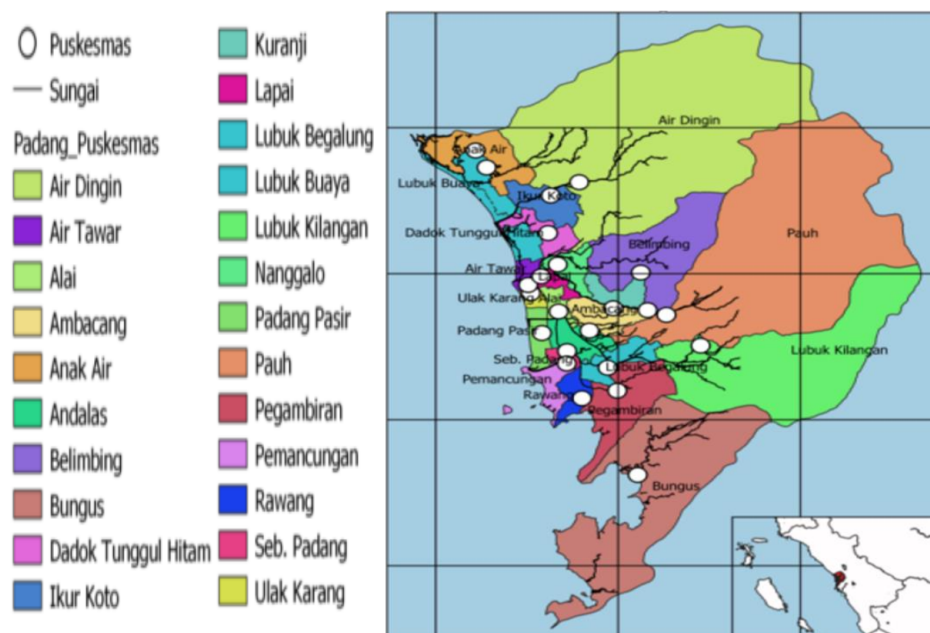 Puskesmas
Sungai
Padang_Puskesmas
Air Dingin
Air Tawar
Alai
Ambacang
Anak Air
Andalas
Belimbing
Bungus
Dadok Tunggul Hitam
Ikur Koto
Kuranji
Lapai
Lubuk Begalung
Lubuk Buaya
Lubuk Kilangan
Nanggalo
Padang Pasir
Pauh
Pegambiran
Pemancungan
Rawang
Seb. Padang
Ulak Karang
Air Dingin
Anak Air
Lubuk Buaya
Ikur Koto
Dadok Tunggul Hitam
Belimbing
Pauh
Air Tawar
Lapai
Ulak Karang Alai
Ambacang
Padang Pasir
Seb. Padang
Lubuk Begalung
Lubuk Kilangan
Pemancungan
Rawang
Pegambiran
Bungus